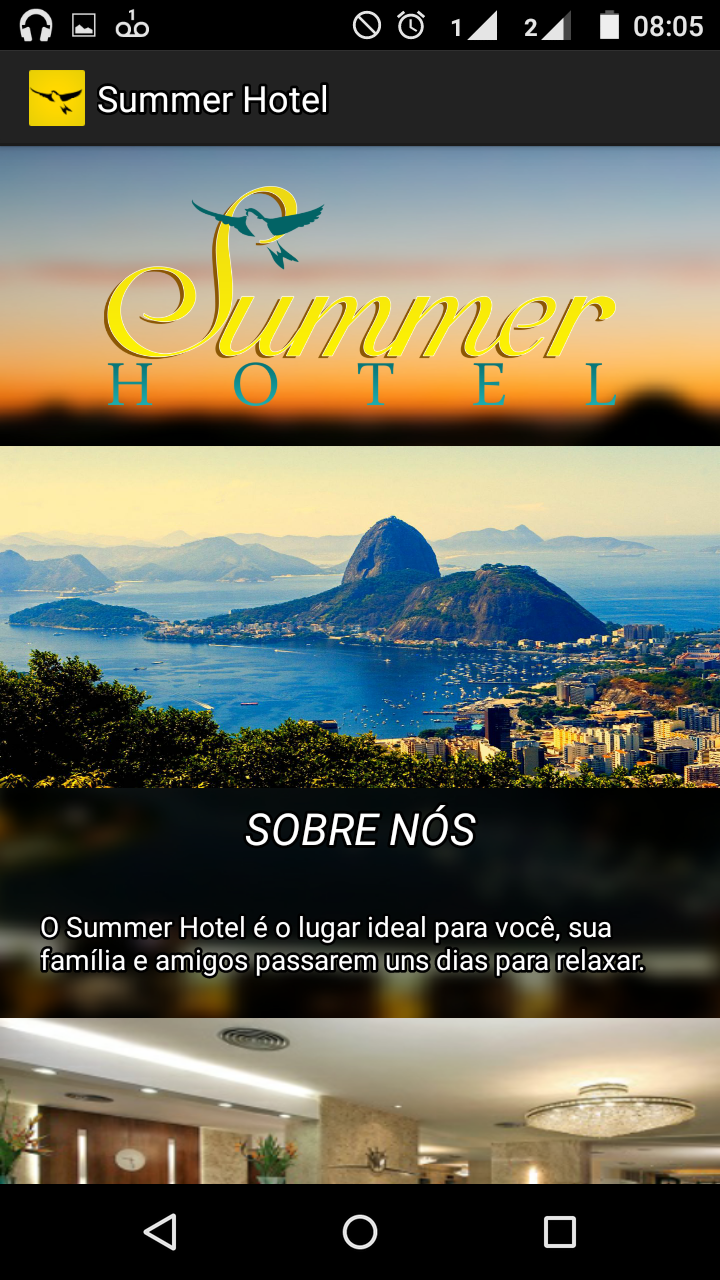 1
1
2
08:05
Summer Hotel
Summer
HOTEL
SOBRE NÓS
O Summer Hotel é o lugar ideal para você, sua
família e amigos passarem uns dias para relaxar.